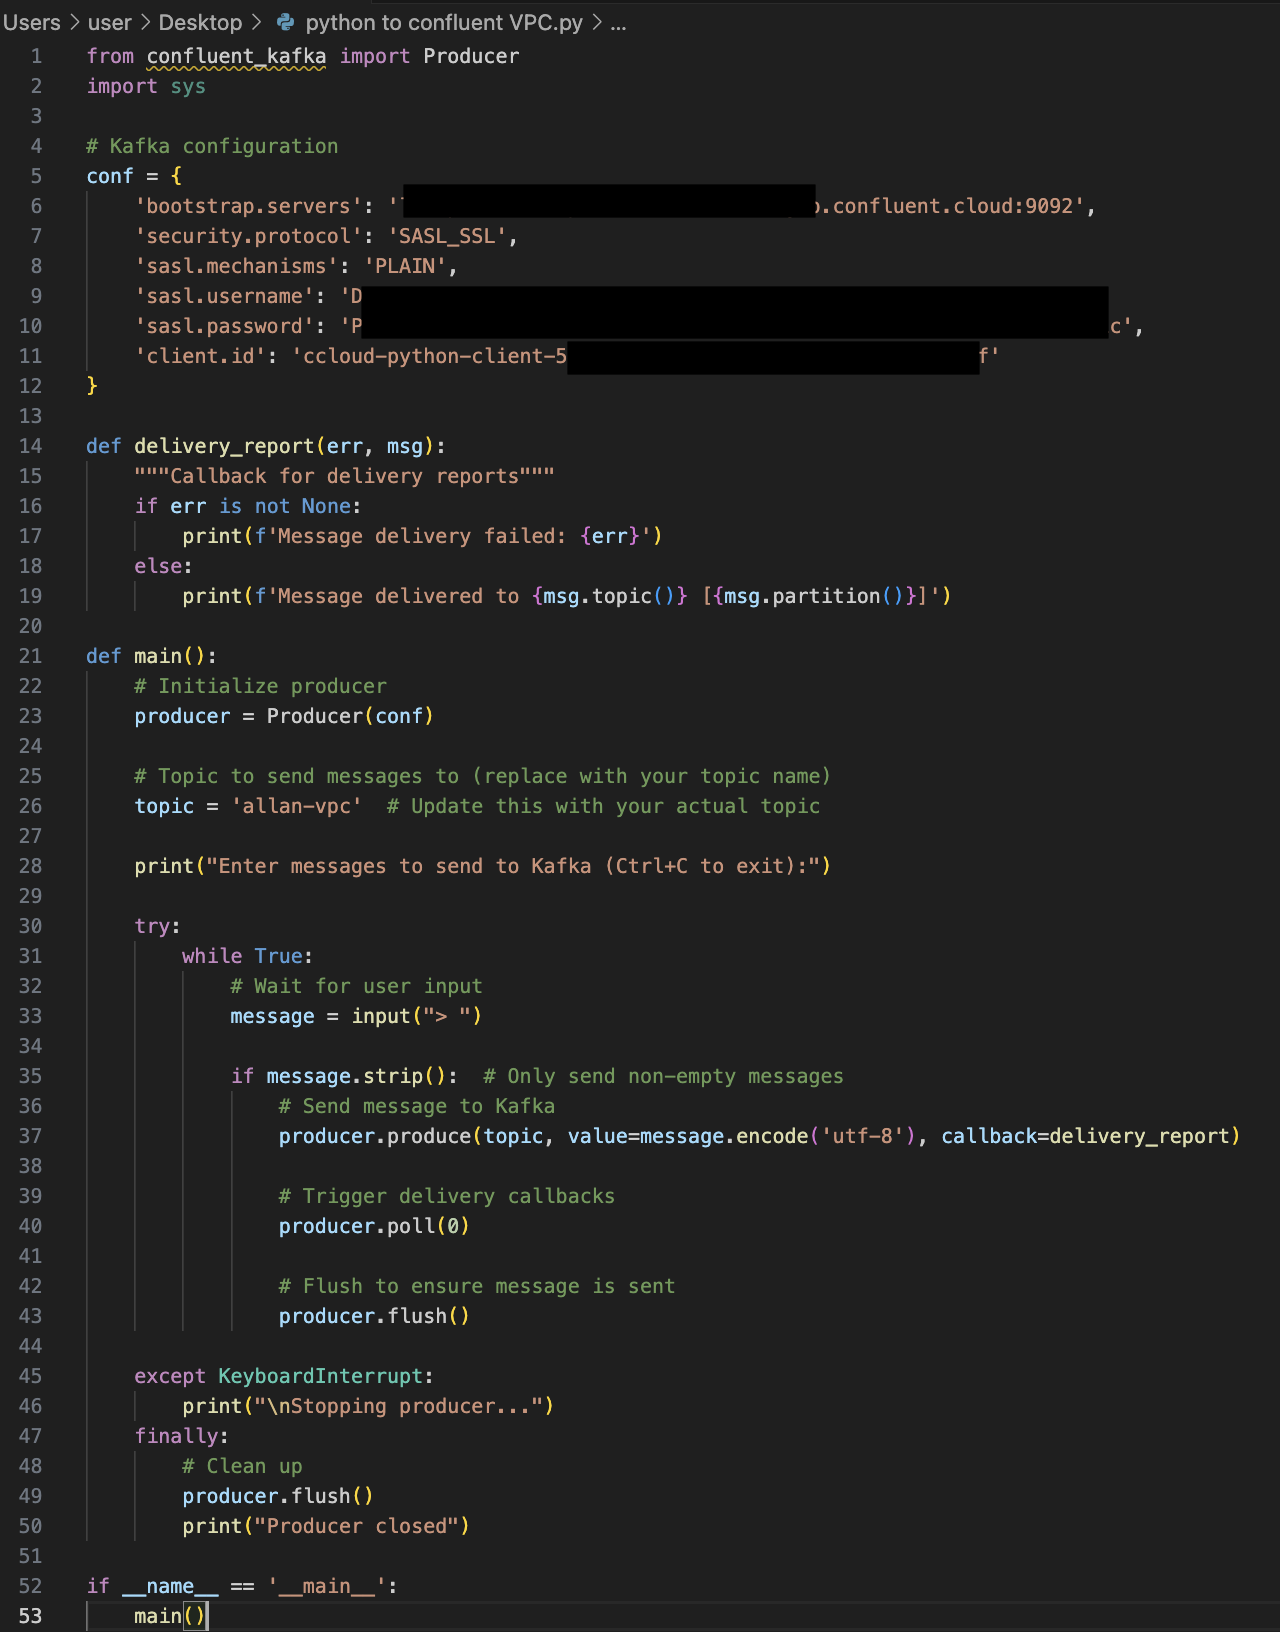 Users > user > Desktop > python to confluent VPC.py > ...
1 from confluent_kafka import Producer
2 import sys
3
4 # Kafka configuration
5 conf = {
6     'bootstrap.servers': ' .confluent.cloud:9092',
7     'security.protocol': 'SASL_SSL',
8     'sasl.mechanisms': 'PLAIN',
9     'sasl.username': 'D
10     'sasl.password': 'P c',
11     'client.id': 'ccloud-python-client-5 f'
12 }
13
14 def delivery_report(err, msg):
15     """Callback for delivery reports"""
16     if err is not None:
17         print(f'Message delivery failed: {err}')
18     else:
19         print(f'Message delivered to {msg.topic()} [{msg.partition()}]')
20
21 def main():
22     # Initialize producer
23     producer = Producer(conf)
24
25     # Topic to send messages to (replace with your topic name)
26     topic = 'allan-vpc'  # Update this with your actual topic
27
28     print("Enter messages to send to Kafka (Ctrl+C to exit):")
29
30     try:
31         while True:
32             # Wait for user input
33             message = input("> ")
34
35             if message.strip():  # Only send non-empty messages
36                 # Send message to Kafka
37                 producer.produce(topic, value=message.encode('utf-8'), callback=delivery_report)
38
39                 # Trigger delivery callbacks
40                 producer.poll(0)
41
42                 # Flush to ensure message is sent
43                 producer.flush()
44
45     except KeyboardInterrupt:
46         print("\nStopping producer...")
47     finally:
48         # Clean up
49         producer.flush()
50         print("Producer closed")
51
52 if __name__ == '__main__':
53     main()